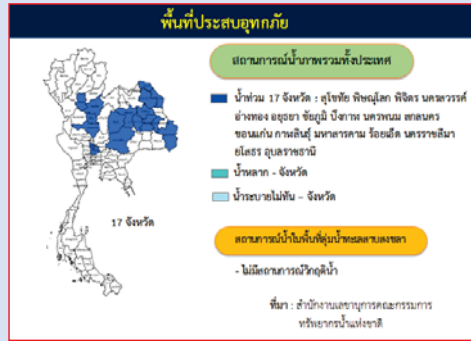 พื้นที่ประสบอุทกภัย
สถานการณ์น้ำภาพรวมทั้งประเทศ
น้ำท่วม 17 จังหวัด : สุโขทัย พิษณุโลก พิจิตร นครสวรรค์
อ่างทอง อยุธยา ชัยภูมิ บึงกาฬ นครพนม สกลนคร
ขอนแก่น กาฬสินธุ์ มหาสารคาม ร้อยเอ็ด นครราชสีมา
ยโสธร อุบลราชธานี
น้ำหลาก - จังหวัด
น้ำระบายไม่ทัน – จังหวัด
17 จังหวัด
สถานการณ์น้ำในพื้นที่ลุ่มน้ำทะเลสาบสงขลา
- ไม่มีสถานการณ์วิกฤติน้ำ
ที่มา : สำนักงานเลขานุการคณะกรรมการ
ทรัพยากรน้ำแห่งชาติ